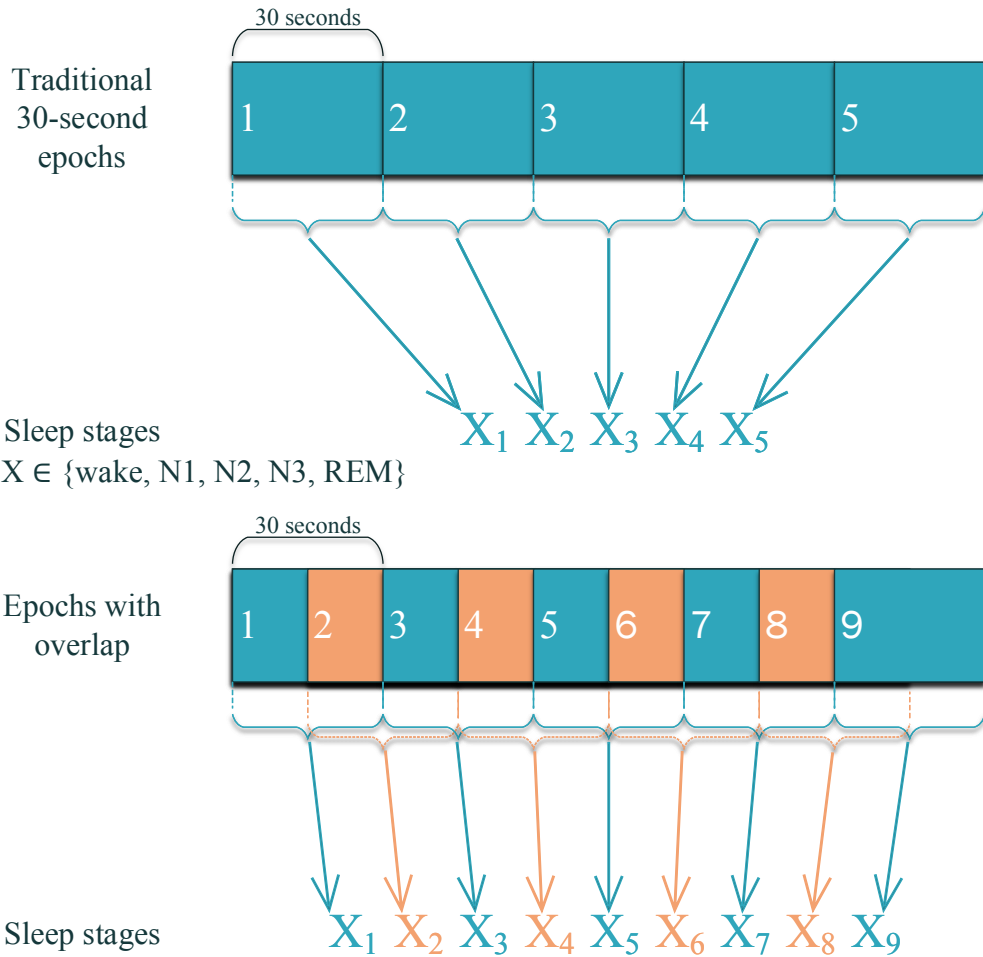 30 seconds
Traditional
30-second
epochs
1 2 3 4 5
X₁ X₂ X₃ X₄ X₅
Sleep stages
X ∈ {wake, N1, N2, N3, REM}
30 seconds
Epochs with
overlap
1 2 3 4 5 6 7 8 9
Sleep stages
X₁ X₂ X₃ X₄ X₅ X₆ X₇ X₈ X₉